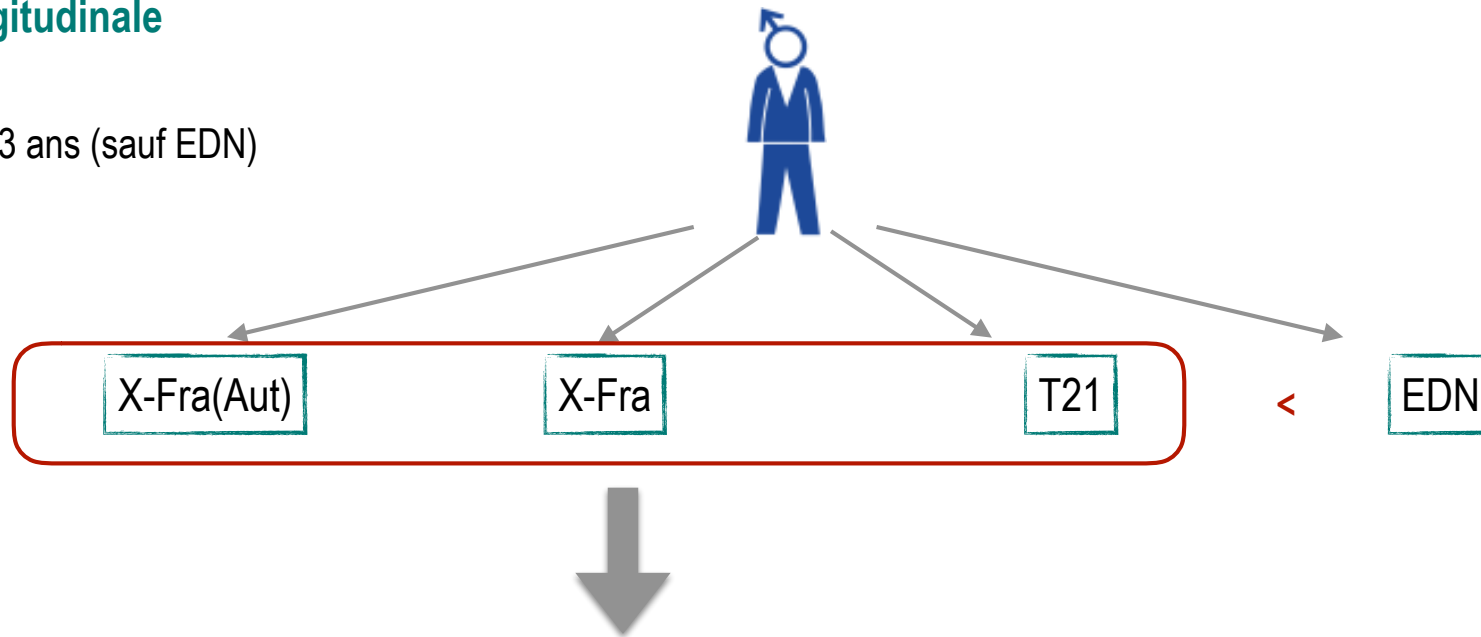 gitudinale
3 ans (sauf EDN)
X-Fra(Aut) X-Fra T21 < EDN